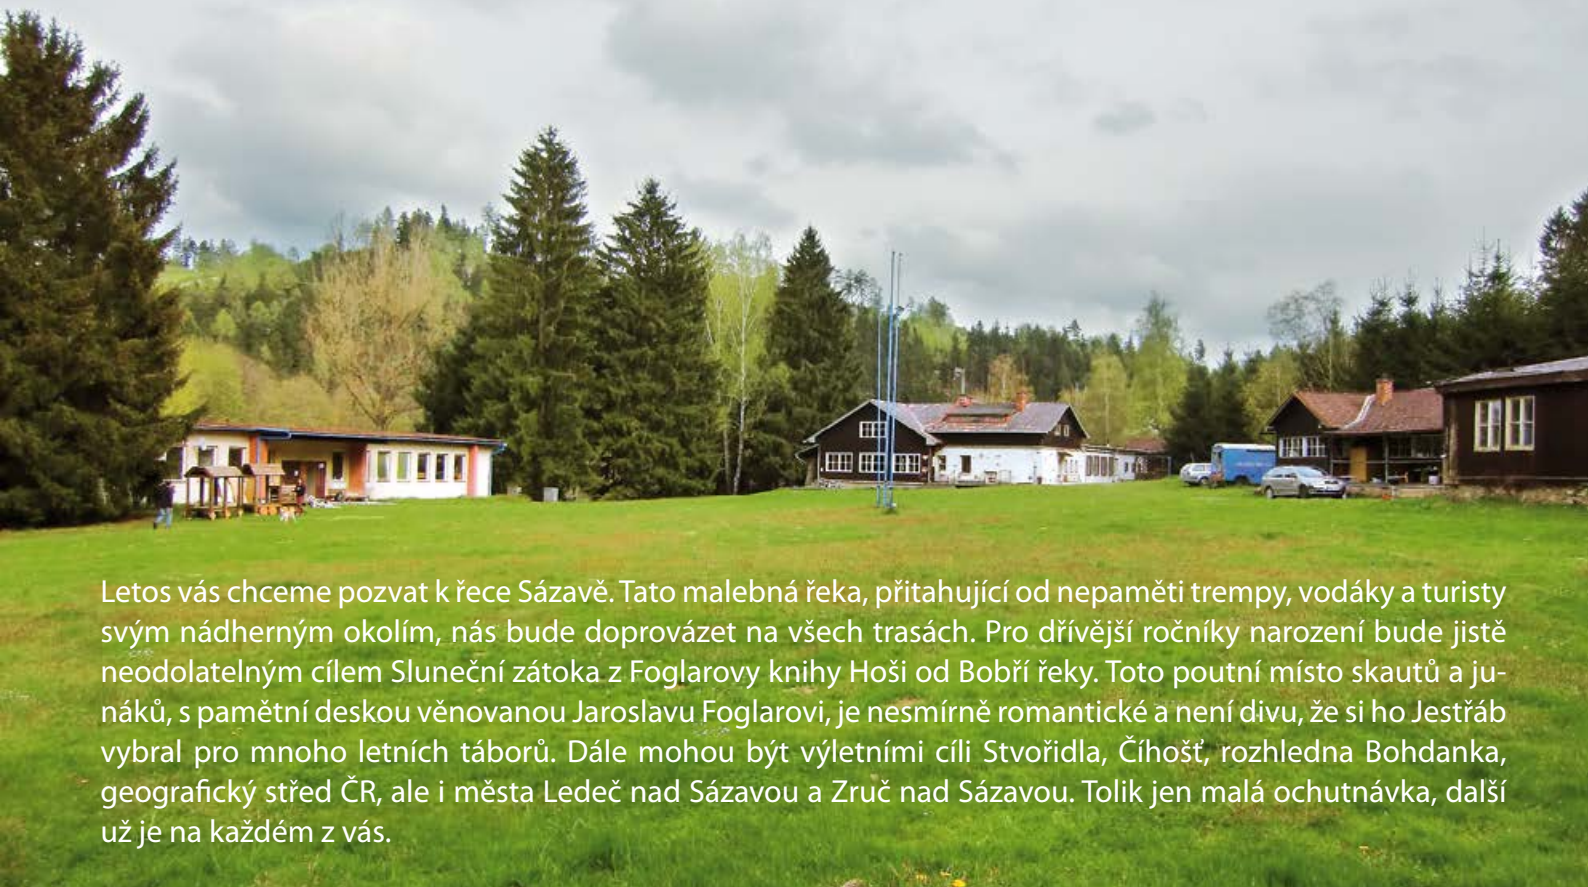 Letos vás chceme pozvat k řece Sázavě. Tato malebná řeka, přitahující od nepaměti trempy, vodáky a turisty
svým nádherným okolím, nás bude doprovázet na všech trasách. Pro dřívější ročníky narození bude jistě
neodolatelným cílem Sluneční zátoka z Foglarovy knihy Hoši od Bobří řeky. Toto poutní místo skautů a ju-
náků, s pamětní deskou věnovanou Jaroslavu Foglarovi, je nesmírně romantické a není divu, že si ho Jestřáb
vybral pro mnoho letních táborů. Dále mohou být výletními cíli Stvořidla, Číhošť, rozhledna Bohdanka,
geografický střed ČR, ale i města Ledeč nad Sázavou a Zruč nad Sázavou. Tolik jen malá ochutnávka, další
už je na každém z vás.